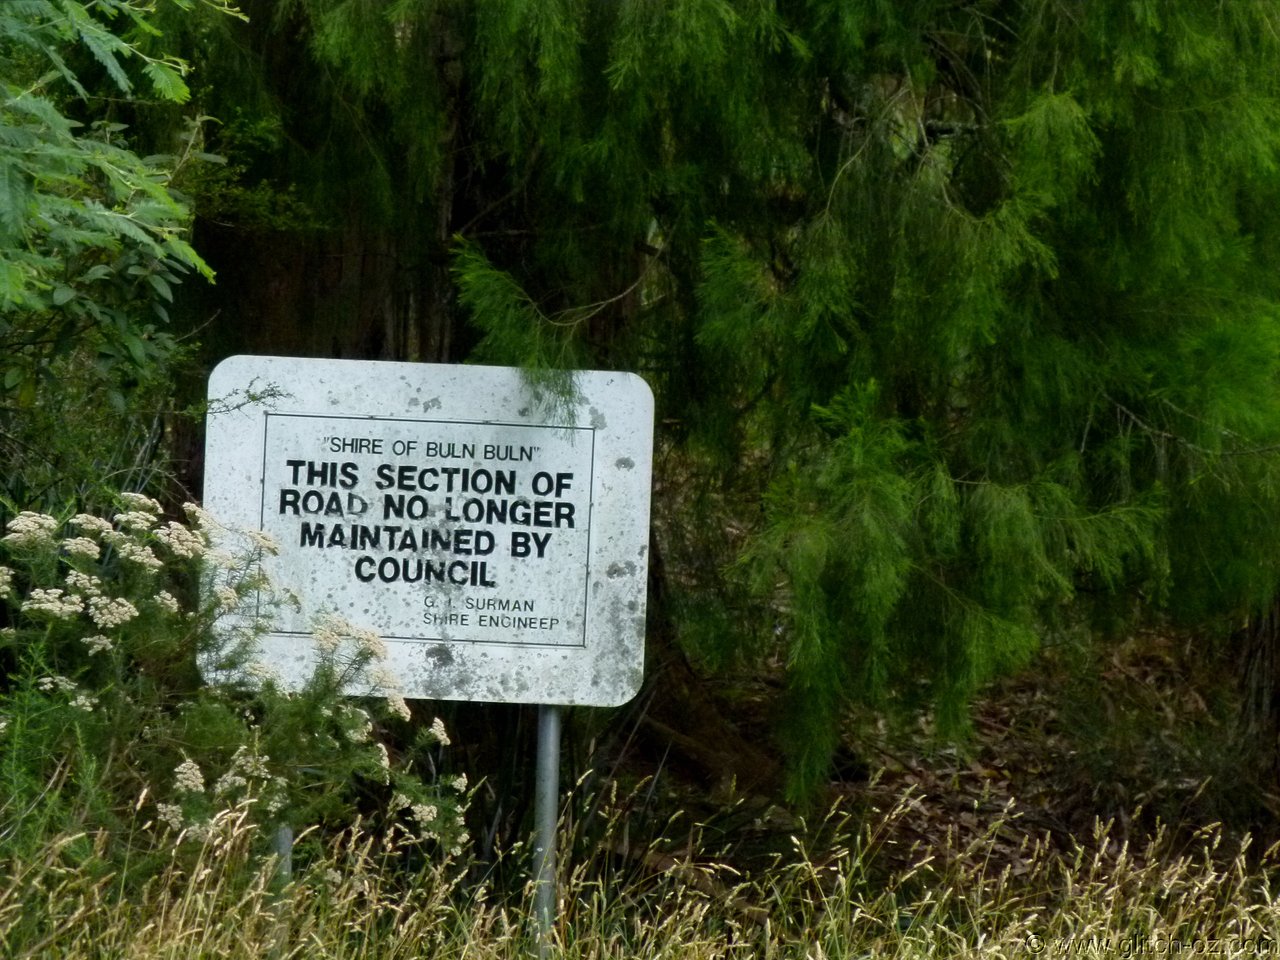 "SHIRE OF BULN BULN"
THIS SECTION OF
ROAD NO LONGER
MAINTAINED BY
COUNCIL
G. I. SURMAN
SHIRE ENGINEER
© www.glitch-oz.com